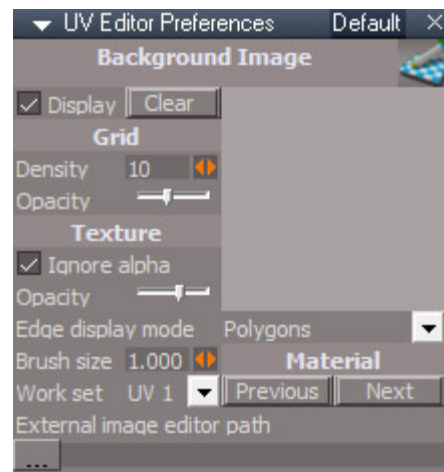 UV Editor Preferences Default
Background Image
Display Clear
Grid
Density 10
Opacity
Texture
Ignore alpha
Opacity
Edge display mode Polygons
Brush size 1.000 Material
Work set UV 1 Previous Next
External image editor path
...